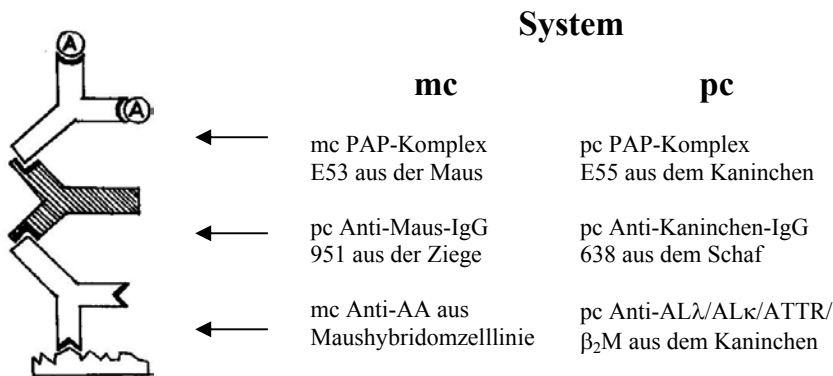 System
mc pc
A
A
mc PAP-Komplex pc PAP-Komplex
E53 aus der Maus E55 aus dem Kaninchen
pc Anti-Maus-IgG pc Anti-Kaninchen-IgG
951 aus der Ziege 638 aus dem Schaf
mc Anti-AA aus pc Anti-ALλ/ALκ/ATTR/
Maushybridomzelllinie β₂M aus dem Kaninchen